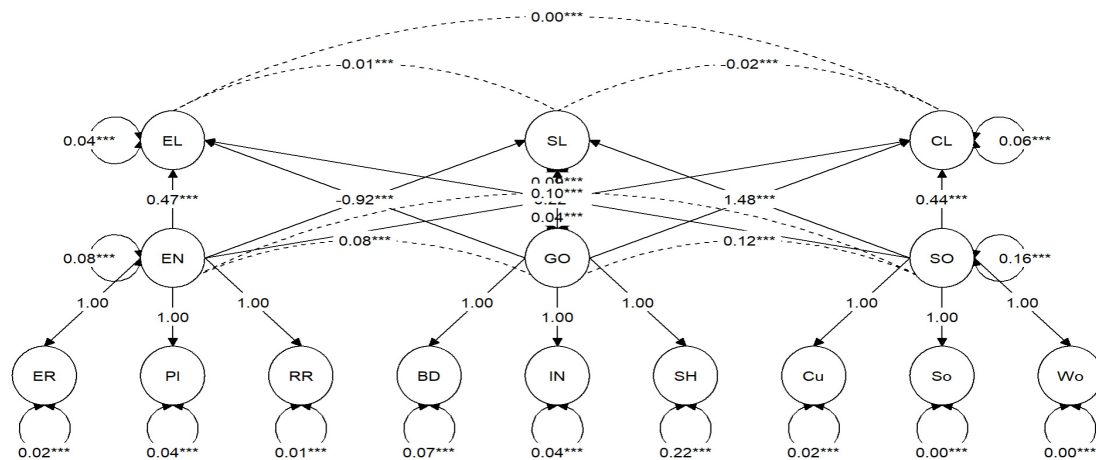 0.00***
-0.01***
-0.02***
0.04***
EL
SL
CL
0.06***
0.47***
-0.92***
0.10***
1.48***
0.44***
0.04***
0.08***
EN
0.08***
GO
0.12***
SO
0.16***
1.00
1.00
1.00
1.00
1.00
1.00
1.00
1.00
1.00
ER
PI
RR
BD
IN
SH
Cu
So
Wo
0.02***
0.04***
0.01***
0.07***
0.04***
0.22***
0.02***
0.00***
0.00***